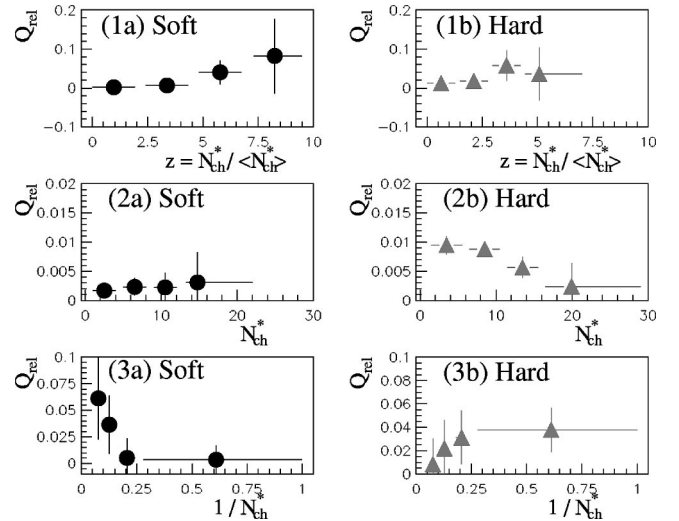 Q_rel
0.2
0.1
0
-0.1
(1a) Soft
0 2.5 5 7.5 10
z = N*_ch / <N*_ch>
Q_rel
0.2
0.1
0
-0.1
(1b) Hard
0 2.5 5 7.5 10
z = N*_ch / <N*_ch>
Q_rel
0.02
0.015
0.01
0.005
0
(2a) Soft
0 10 20 30
N*_ch
Q_rel
0.02
0.015
0.01
0.005
0
(2b) Hard
0 10 20 30
N*_ch
Q_rel
0.1
0.075
0.05
0.025
0
(3a) Soft
0 0.25 0.5 0.75 1
1/N*_ch
Q_rel
0.1
0.08
0.06
0.04
0.02
0
(3b) Hard
0 0.25 0.5 0.75 1
1/N*_ch